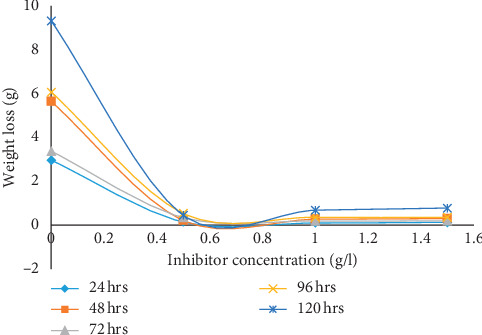 10
8
6
4
2
0
−2
Weight loss (g)
0 0.2 0.4 0.6 0.8 1 1.2 1.4 1.6
Inhibitor concentration (g/l)
24 hrs 96 hrs
48 hrs 120 hrs
72 hrs